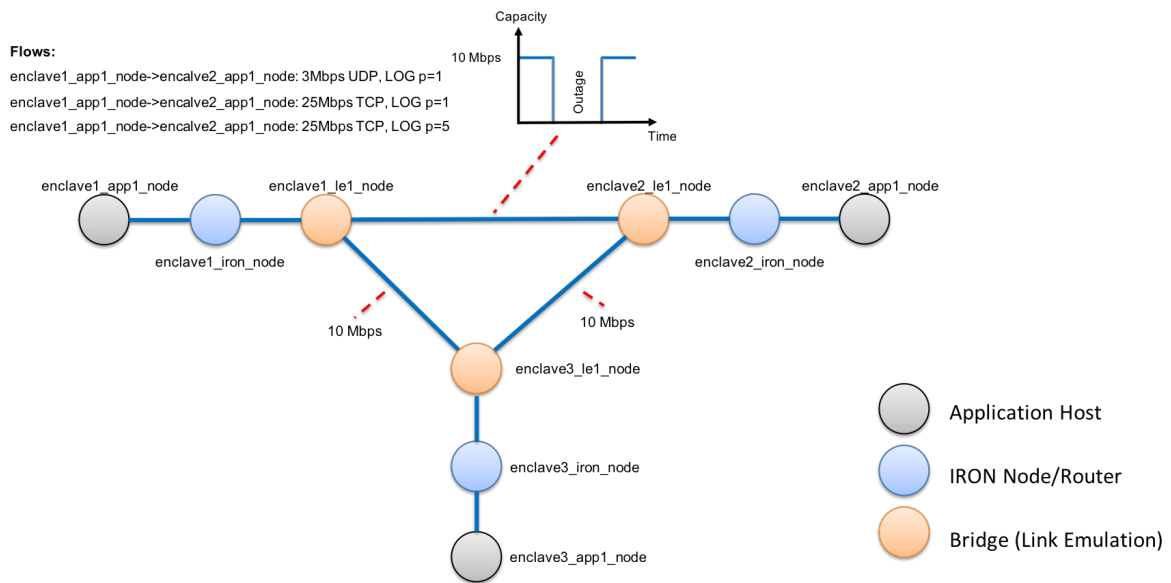 Capacity
Flows:
10 Mbps
enclave1_app1_node->encalve2_app1_node: 3Mbps UDP, LOG p=1
Outage
enclave1_app1_node->encalve2_app1_node: 25Mbps TCP, LOG p=1
enclave1_app1_node->encalve2_app1_node: 25Mbps TCP, LOG p=5
Time
enclave1_app1_node
enclave1_le1_node
enclave2_le1_node
enclave2_app1_node
enclave1_iron_node
enclave2_iron_node
10 Mbps
10 Mbps
enclave3_le1_node
Application Host
enclave3_iron_node
IRON Node/Router
Bridge (Link Emulation)
enclave3_app1_node